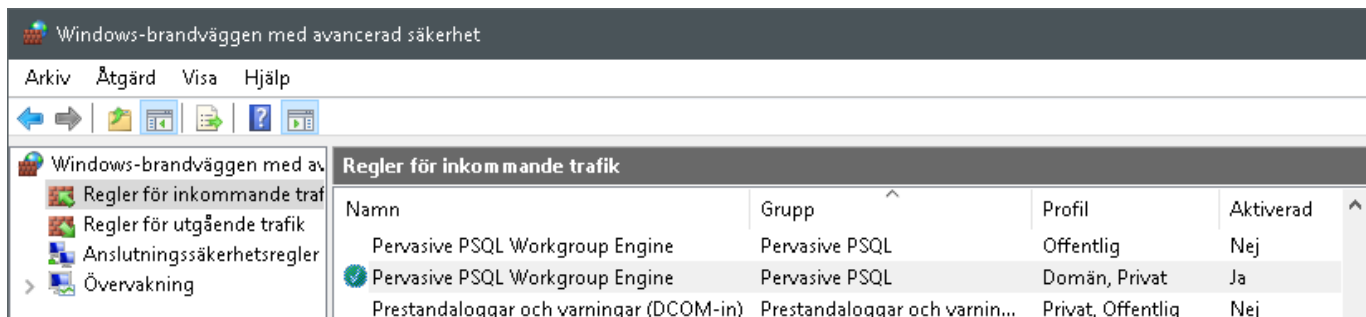 Windows-brandväggen med avancerad säkerhet
Arkiv Åtgärd Visa Hjälp
Windows-brandväggen med av
Regler för inkommande traf
Regler för utgående trafik
Anslutningssäkerhetsregler
Övervakning
Regler för inkommande trafik
Namn Grupp Profil Aktiverad
Pervasive PSQL Workgroup Engine Pervasive PSQL Offentlig Nej
Pervasive PSQL Workgroup Engine Pervasive PSQL Domän, Privat Ja
Prestandaloggar och varningar (DCOM-in) Prestandaloggar och varnin... Privat, Offentlig Nej